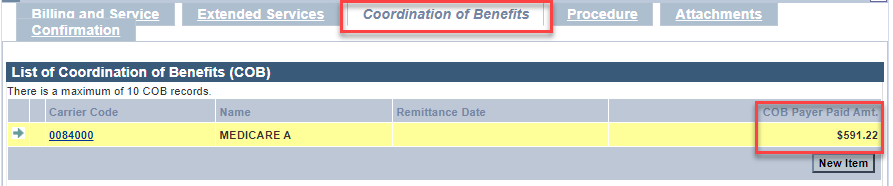 Billing and Service Extended Services Coordination of Benefits Procedure Attachments
Confirmation
List of Coordination of Benefits (COB)
There is a maximum of 10 COB records.
Carrier Code Name Remittance Date COB Payer Paid Amt.
0084000 MEDICARE A $591.22
New Item